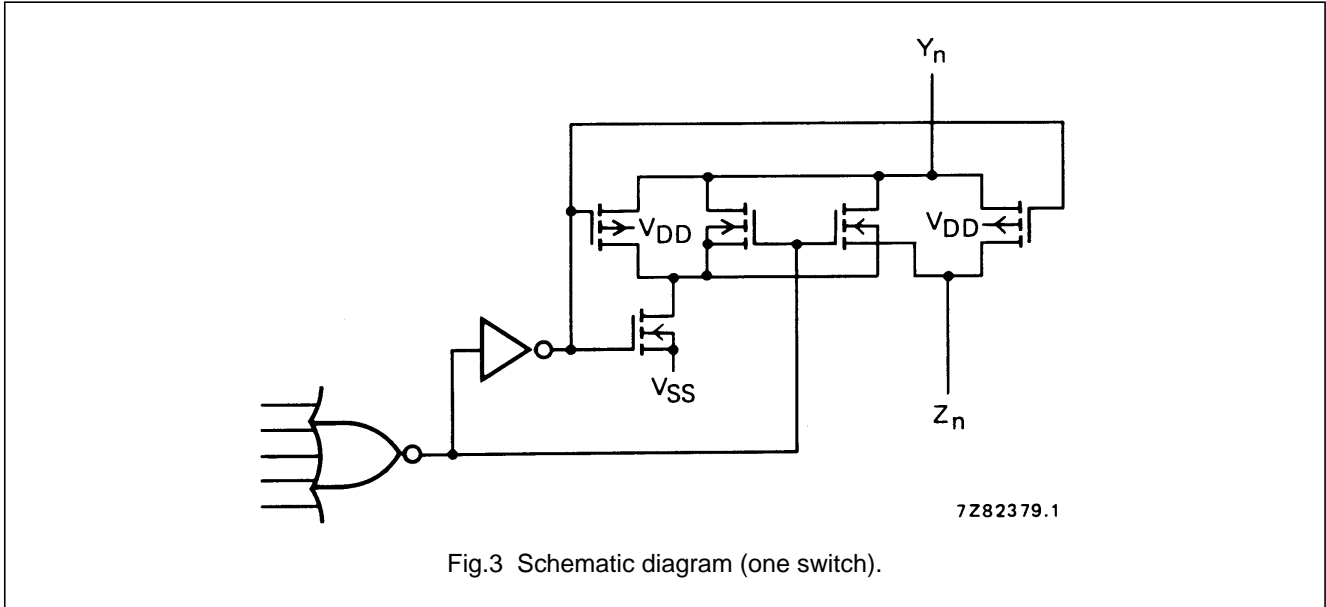 Yn
VDD
VDD
VSS
Zn
7Z82379.1
Fig.3 Schematic diagram (one switch).